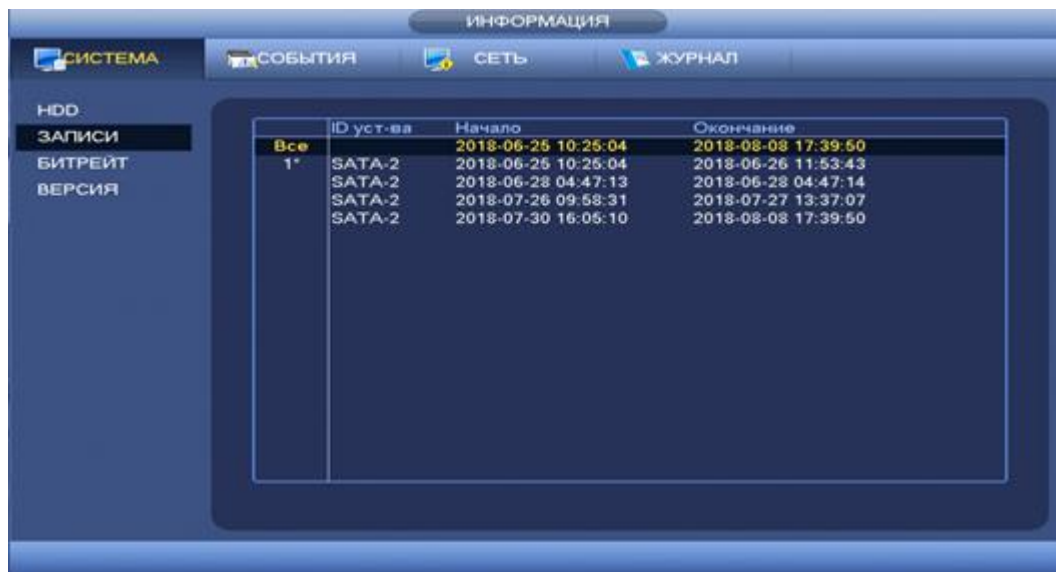 ИНФОРМАЦИЯ
СИСТЕМА СОБЫТИЯ СЕТЬ ЖУРНАЛ
HDD
ЗАПИСИ
БИТРЕЙТ
ВЕРСИЯ
ID уст-ва Начало Окончание
Все 2018-06-25 10:25:04 2018-08-08 17:39:50
1* SATA-2 2018-06-25 10:25:04 2018-06-26 11:53:43
SATA-2 2018-06-28 04:47:13 2018-06-28 04:47:14
SATA-2 2018-07-26 09:58:31 2018-07-27 13:37:07
SATA-2 2018-07-30 16:05:10 2018-08-08 17:39:50